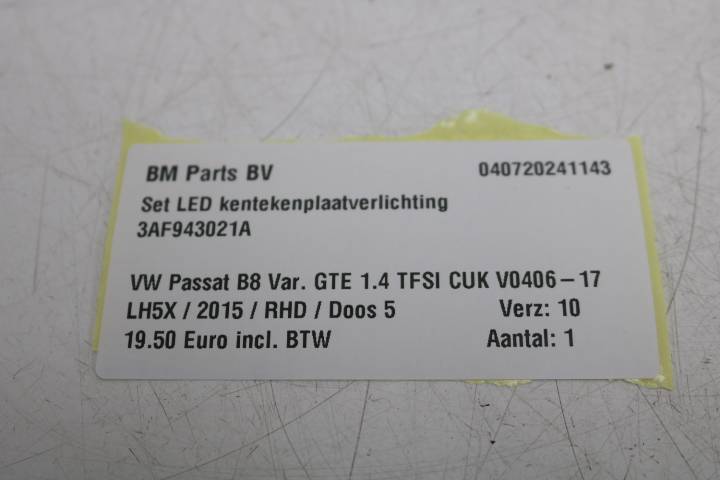 BM Parts BV 040720241143
Set LED kentekenplaatverlichting
3AF943021A
VW Passat B8 Var. GTE 1.4 TFSI CUK V0406-17
LH5X / 2015 / RHD / Doos 5 Verz: 10
19.50 Euro incl. BTW Aantal: 1